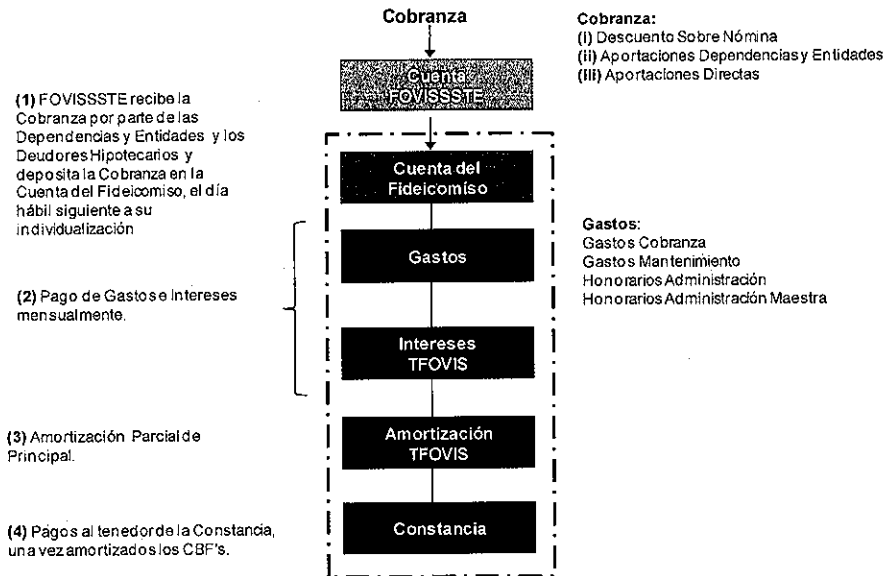 Cobranza
Cobranza:
(i) Descuento Sobre Nómina
(ii) Aportaciones Dependencias y Entidades
(iii) Aportaciones Directas
Cuenta
FOVISSSTE
(1) FOVISSSTE recibe la
Cobranza por parte de las
Dependencias y Entidades y los
Deudores Hipotecarios y
deposita la Cobranza en la
Cuenta del Fideicomiso, el día
hábil siguiente a su
individualización
Cuenta del
Fideicomiso
Gastos
Gastos:
Gastos Cobranza
Gastos Mantenimiento
Honorarios Administración
Honorarios Administración Maestra
(2) Pago de Gastos e Intereses
mensualmente.
Intereses
TFOVIS
(3) Amortización Parcial de
Principal.
Amortización
TFOVIS
(4) Pagos al tenedor de la Constancia,
una vez amortizados los CBF's.
Constancia